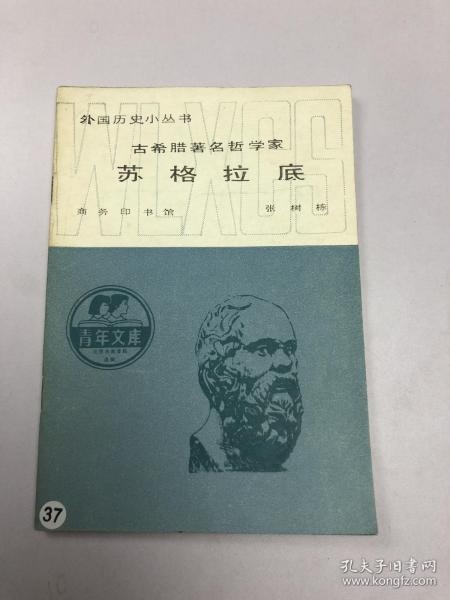 外国历史小丛书
WLXCS
古希腊著名哲学家
苏格拉底
商务印书馆 张树栋
青年文库
37
孔夫子旧书网
www.kongfz.com